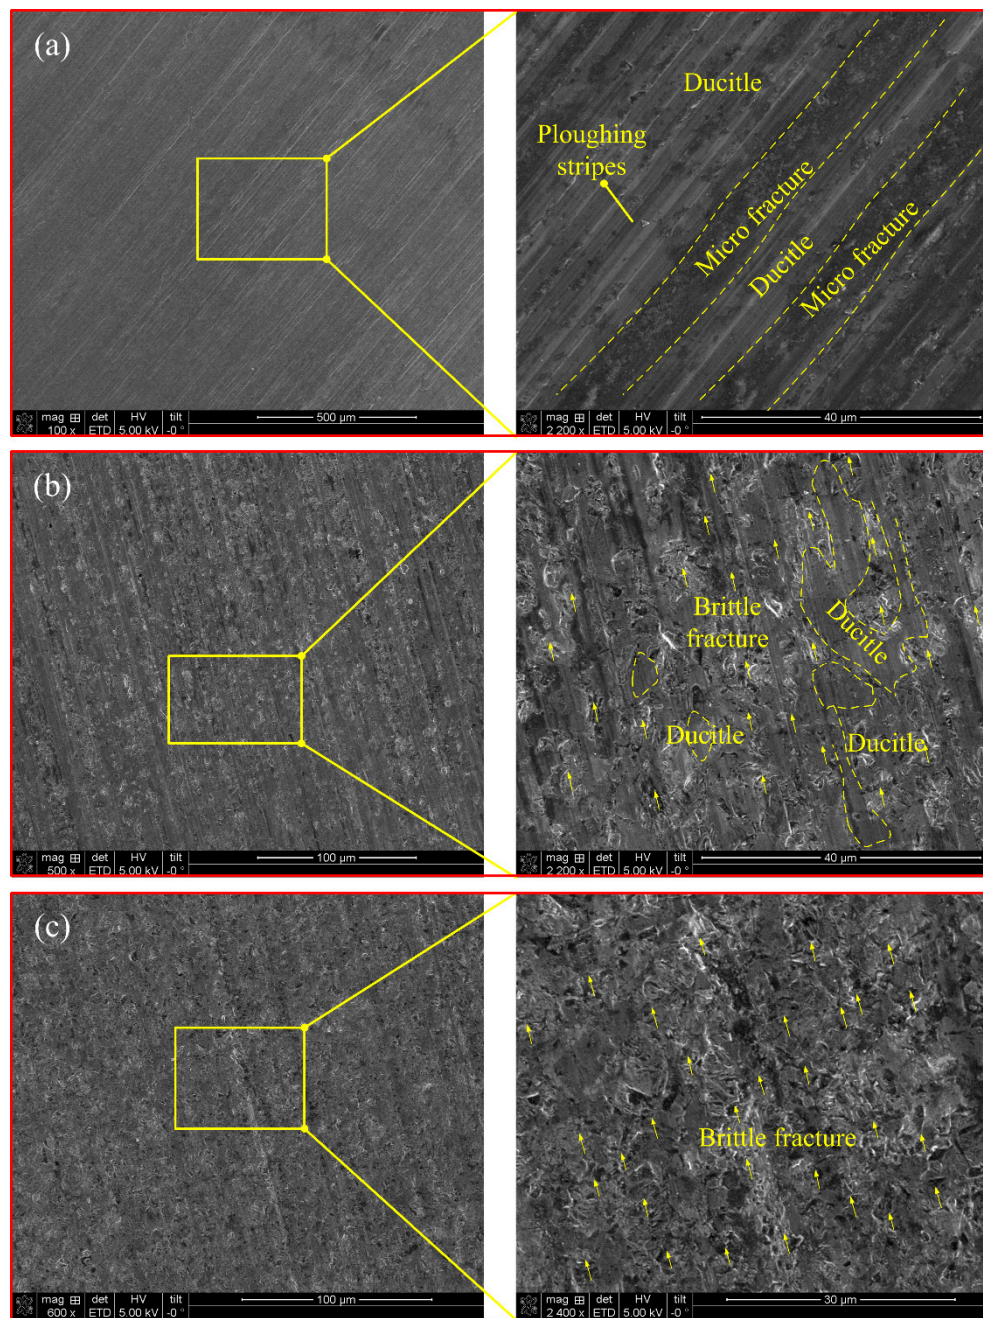 (a)
Ducitle
Ploughing
stripes
Micro fracture
Ducitle
Micro fracture
mag det HV tilt
100 x ETD 5.00 kV -0 °
500 µm
mag det HV tilt
2 200 x ETD 5.00 kV -0 °
40 µm
(b)
Brittle
fracture
Ducitle
Ducitle
Ducitle
mag det HV tilt
500 x ETD 5.00 kV -0 °
100 µm
mag det HV tilt
2 200 x ETD 5.00 kV -0 °
40 µm
(c)
Brittle fracture
mag det HV tilt
600 x ETD 5.00 kV -0 °
100 µm
mag det HV tilt
2 400 x ETD 5.00 kV -0 °
30 µm